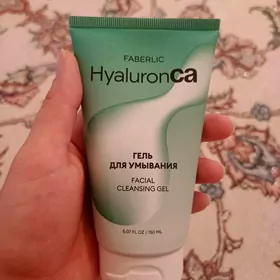 FABERLIC
Hyaluronca
ГЕЛЬ
ДЛЯ УМЫВАНИЯ
FACIAL
CLEANSING GEL
5.07 FL OZ / 150 ML